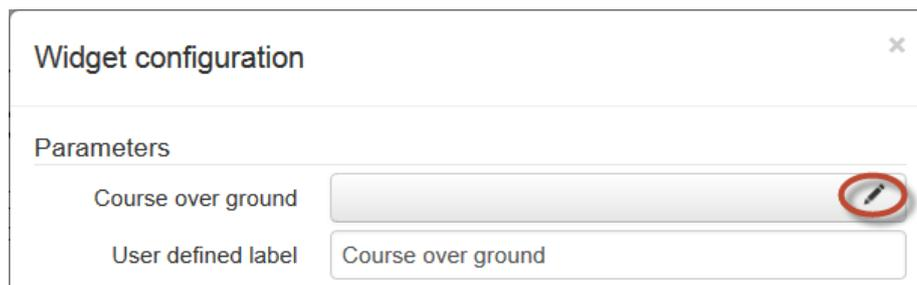 Widget configuration ×
Parameters
Course over ground
User defined label Course over ground